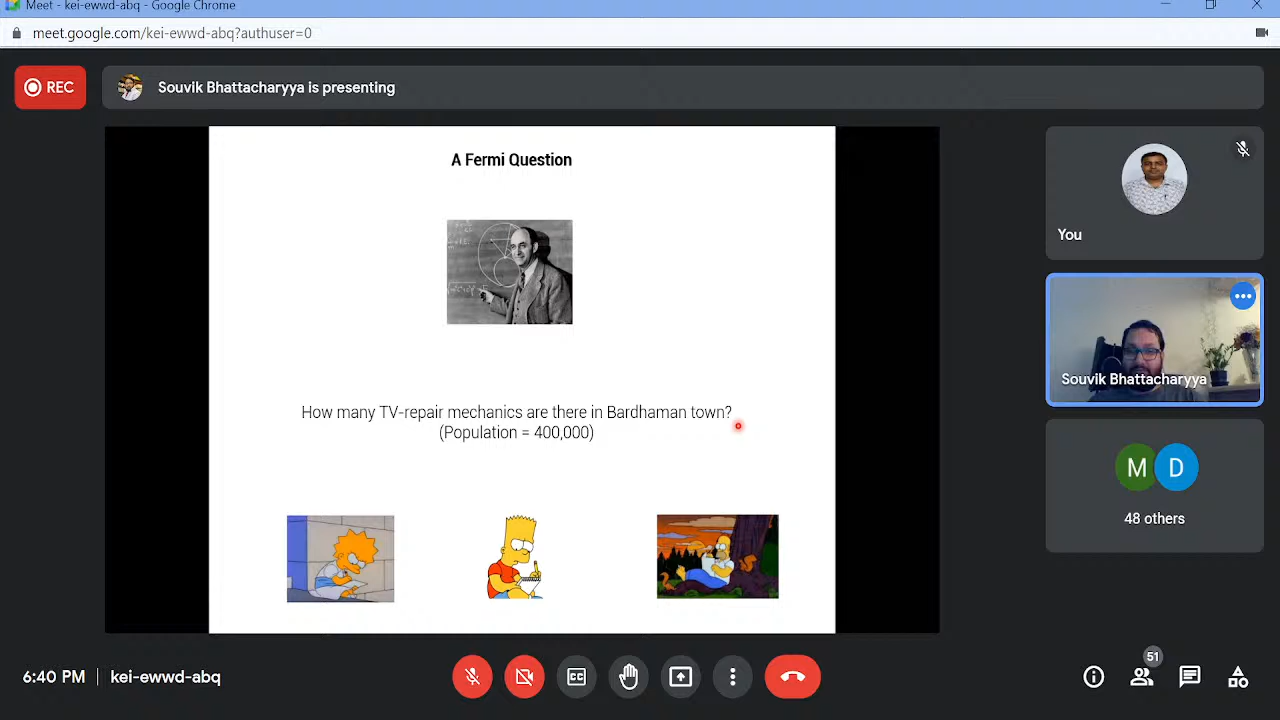 Meet - kei-ewwd-abq - Google Chrome
meet.google.com/kei-ewwd-abq?authuser=0
REC
Souvik Bhattacharyya is presenting
A Fermi Question
How many TV-repair mechanics are there in Bardhaman town?
(Population = 400,000)
You
Souvik Bhattacharyya
M D
48 others
6:40 PM | kei-ewwd-abq
CC
51